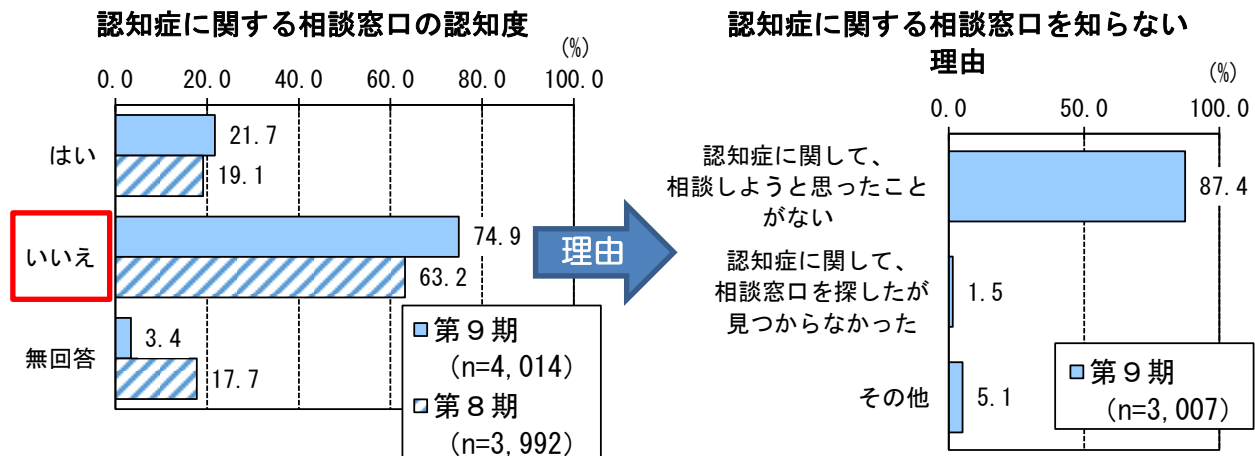 認知症に関する相談窓口の認知度
(%)
0.0 20.0 40.0 60.0 80.0 100.0
はい
21.7
19.1
いいえ
74.9
63.2
無回答
3.4
17.7
第９期
(n=4,014)
第８期
(n=3,992)
理由
認知症に関する相談窓口を知らない
理由
(%)
0.0 50.0 100.0
認知症に関して、
相談しようと思ったこと
がない
87.4
認知症に関して、
相談窓口を探したが
見つからなかった
1.5
その他
5.1
第９期
(n=3,007)